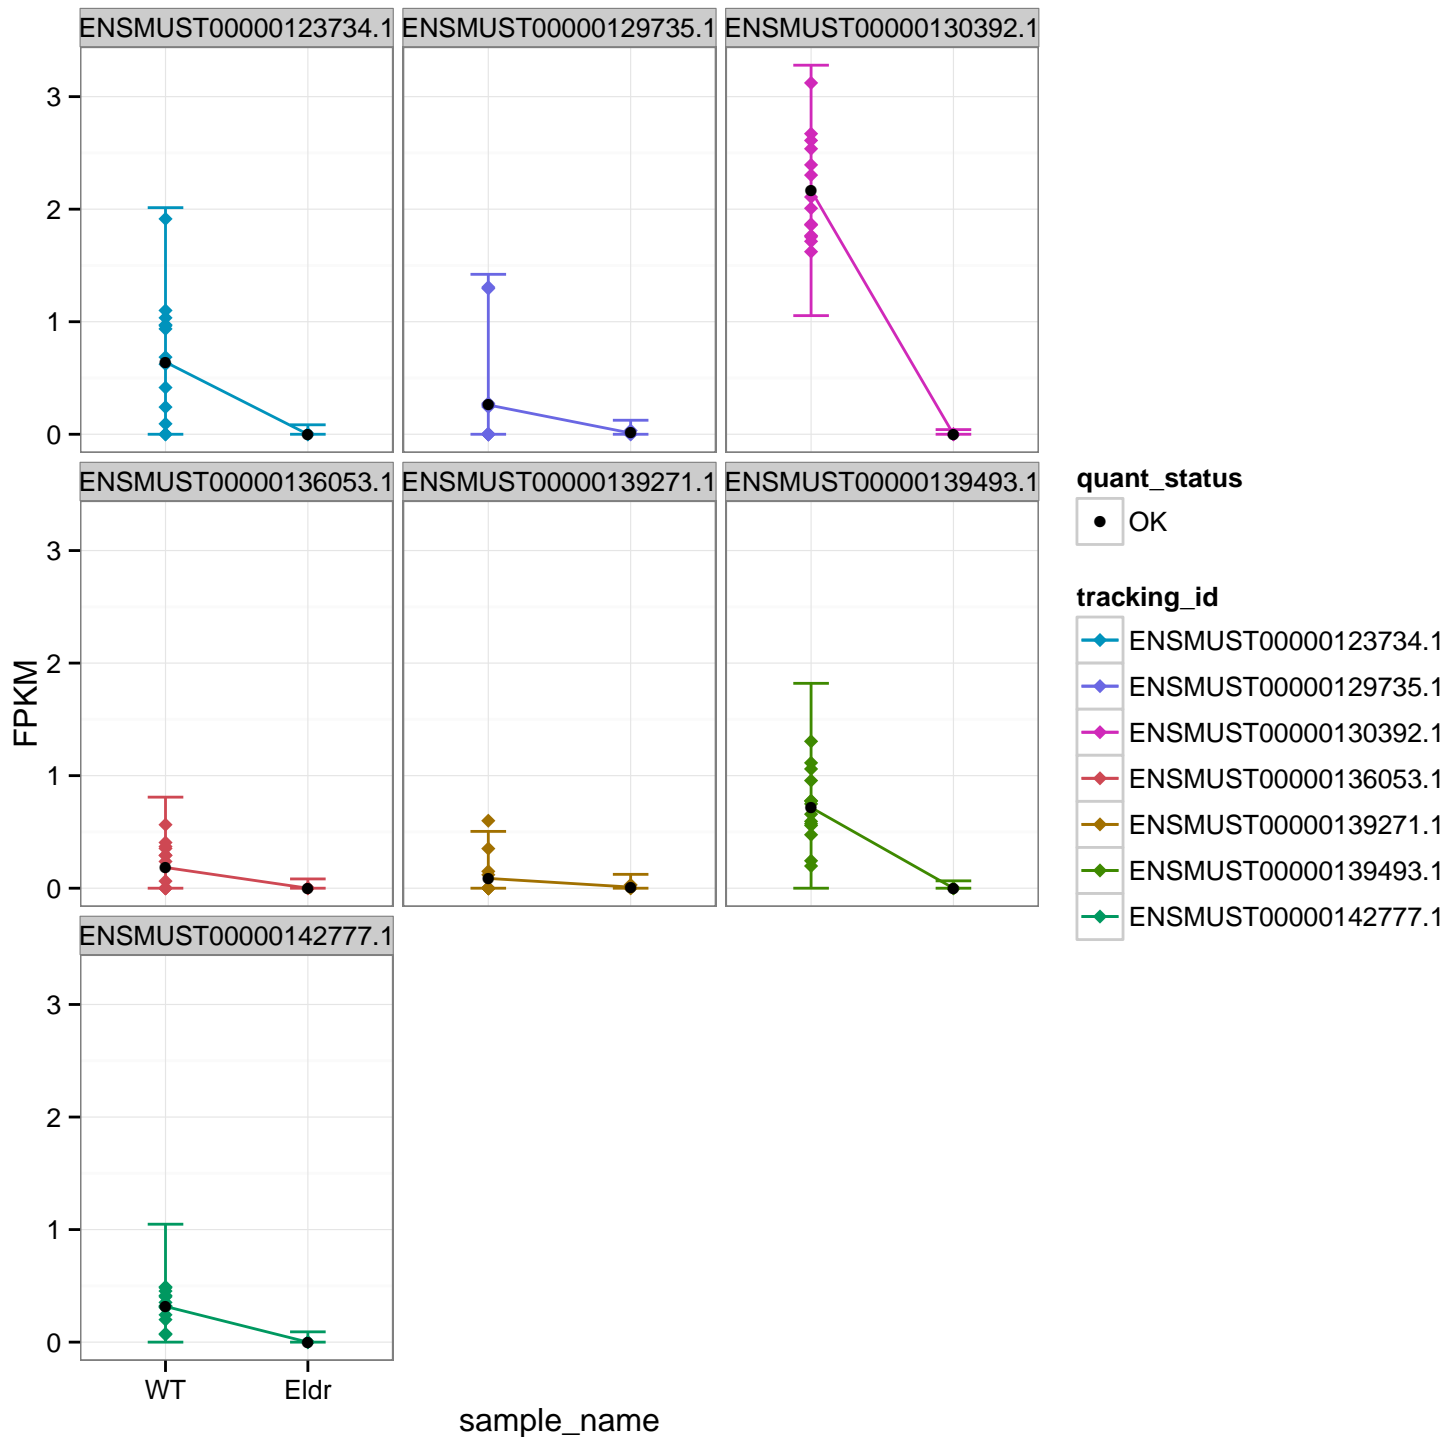 ENSMUST00000123734.1 ENSMUST00000129735.1 ENSMUST00000130392.1
3
2
1
0
ENSMUST00000136053.1 ENSMUST00000139271.1 ENSMUST00000139493.1
3
2
1
0
ENSMUST00000142777.1
3
2
1
0
FPKM
WT Eldr
sample_name
quant_status
OK
tracking_id
ENSMUST00000123734.1
ENSMUST00000129735.1
ENSMUST00000130392.1
ENSMUST00000136053.1
ENSMUST00000139271.1
ENSMUST00000139493.1
ENSMUST00000142777.1